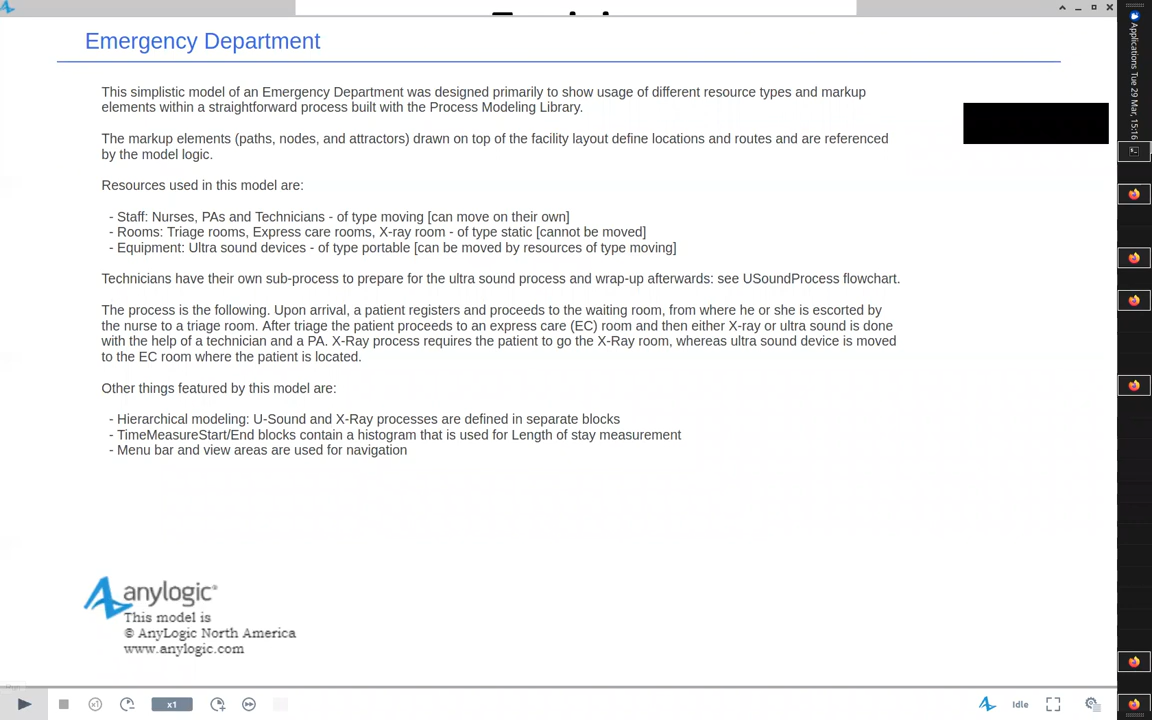 Emergency Department
This simplistic model of an Emergency Department was designed primarily to show usage of different resource types and markup
elements within a straightforward process built with the Process Modeling Library.
The markup elements (paths, nodes, and attractors) drawn on top of the facility layout define locations and routes and are referenced
by the model logic.
Resources used in this model are:
- Staff: Nurses, PAs and Technicians - of type moving [can move on their own]
- Rooms: Triage rooms, Express care rooms, X-ray room - of type static [cannot be moved]
- Equipment: Ultra sound devices - of type portable [can be moved by resources of type moving]
Technicians have their own sub-process to prepare for the ultra sound process and wrap-up afterwards: see USoundProcess flowchart.
The process is the following. Upon arrival, a patient registers and proceeds to the waiting room, from where he or she is escorted by
the nurse to a triage room. After triage the patient proceeds to an express care (EC) room and then either X-ray or ultra sound is done
with the help of a technician and a PA. X-Ray process requires the patient to go the X-Ray room, whereas ultra sound device is moved
to the EC room where the patient is located.
Other things featured by this model are:
- Hierarchical modeling: U-Sound and X-Ray processes are defined in separate blocks
- TimeMeasureStart/End blocks contain a histogram that is used for Length of stay measurement
- Menu bar and view areas are used for navigation
anylogic®
This model is
© AnyLogic North America
www.anylogic.com
x1
x1
Idle
Applications Tue 29 Mar, 15:16